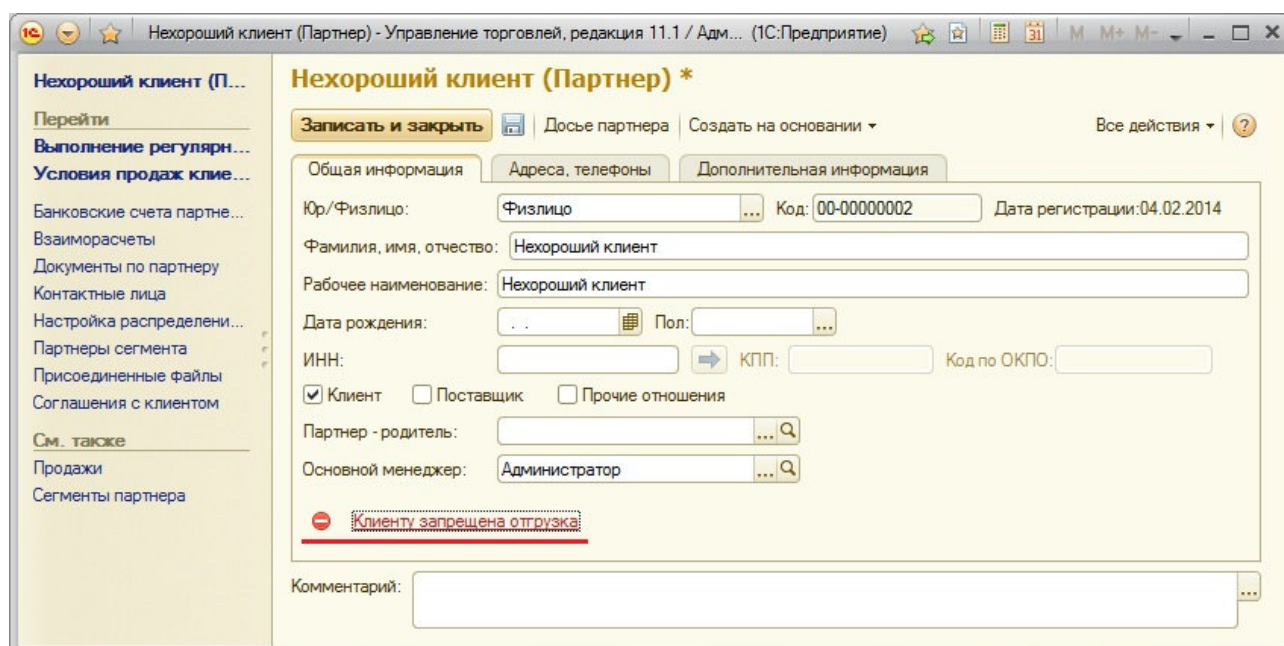 Нехороший клиент (Партнер) - Управление торговлей, редакция 11.1 / Адм... (1С:Предприятие) M M+ M-
Нехороший клиент (П...
Перейти
Выполнение регулярн...
Условия продаж клие...
Банковские счета партне...
Взаиморасчеты
Документы по партнеру
Контактные лица
Настройка распределени...
Партнеры сегмента
Присоединенные файлы
Соглашения с клиентом
См. также
Продажи
Сегменты партнера
Нехороший клиент (Партнер) *
Записать и закрыть Досье партнера Создать на основании Все действия
Общая информация Адреса, телефоны Дополнительная информация
Юр/Физлицо: Физлицо ... Код: 00-00000002 Дата регистрации:04.02.2014
Фамилия, имя, отчество: Нехороший клиент
Рабочее наименование: Нехороший клиент
Дата рождения: . . Пол: ...
ИНН: КПП: Код по ОКПО:
Клиент Поставщик Прочие отношения
Партнер - родитель: ...
Основной менеджер: Администратор ...
Клиенту запрещена отгрузка
Комментарий: ...